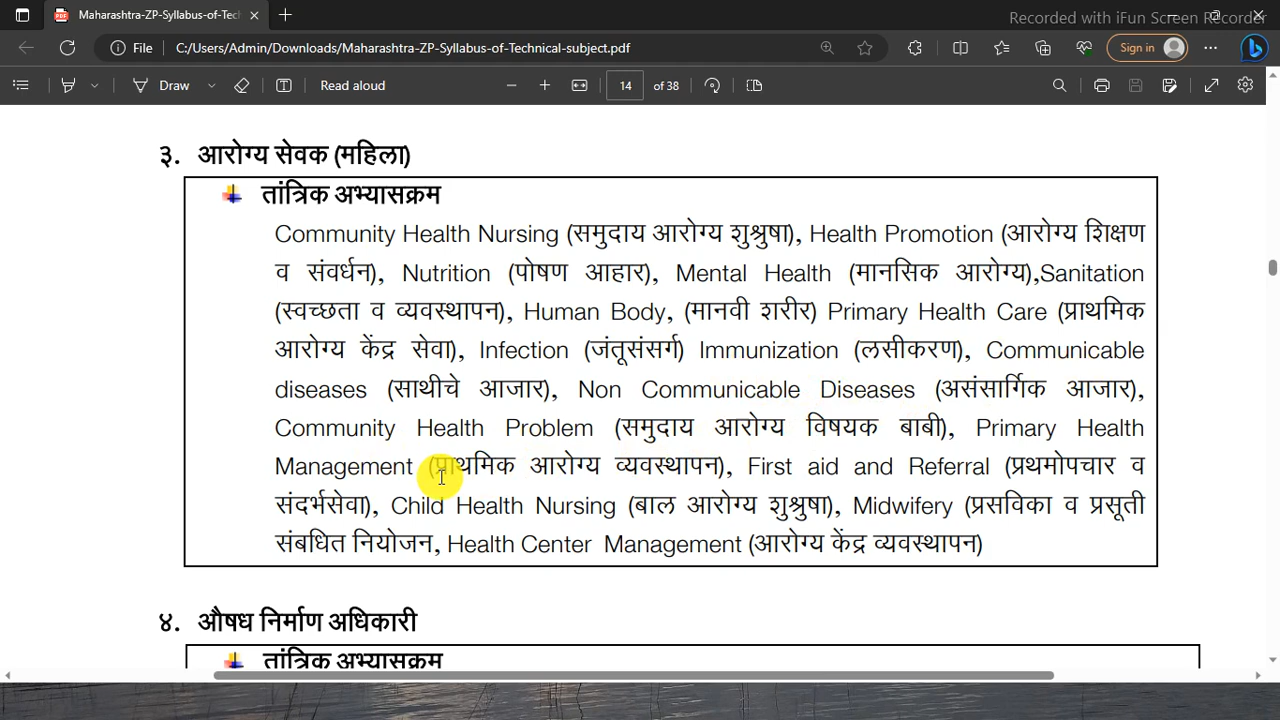 Maharashtra-ZP-Syllabus-of-Tech
Recorded with iFun Screen Recorder
File
C:/Users/Admin/Downloads/Maharashtra-ZP-Syllabus-of-Technical-subject.pdf
Sign in
Draw
Read aloud
14 of 38
३. आरोग्य सेवक (महिला)
तांत्रिक अभ्यासक्रम
Community Health Nursing (समुदाय आरोग्य शुश्रुषा), Health Promotion (आरोग्य शिक्षण
व संवर्धन), Nutrition (पोषण आहार), Mental Health (मानसिक आरोग्य),Sanitation
(स्वच्छता व व्यवस्थापन), Human Body, (मानवी शरीर) Primary Health Care (प्राथमिक
आरोग्य केंद्र सेवा), Infection (जंतूसंसर्ग) Immunization (लसीकरण), Communicable
diseases (साथीचे आजार), Non Communicable Diseases (असंसार्गिक आजार),
Community Health Problem (समुदाय आरोग्य विषयक बाबी), Primary Health
Management (प्राथमिक आरोग्य व्यवस्थापन), First aid and Referral (प्रथमोपचार व
संदर्भसेवा), Child Health Nursing (बाल आरोग्य शुश्रुषा), Midwifery (प्रसविका व प्रसूती
संबधित नियोजन, Health Center Management (आरोग्य केंद्र व्यवस्थापन)
४. औषध निर्माण अधिकारी
तांत्रिक अभ्यासक्रम